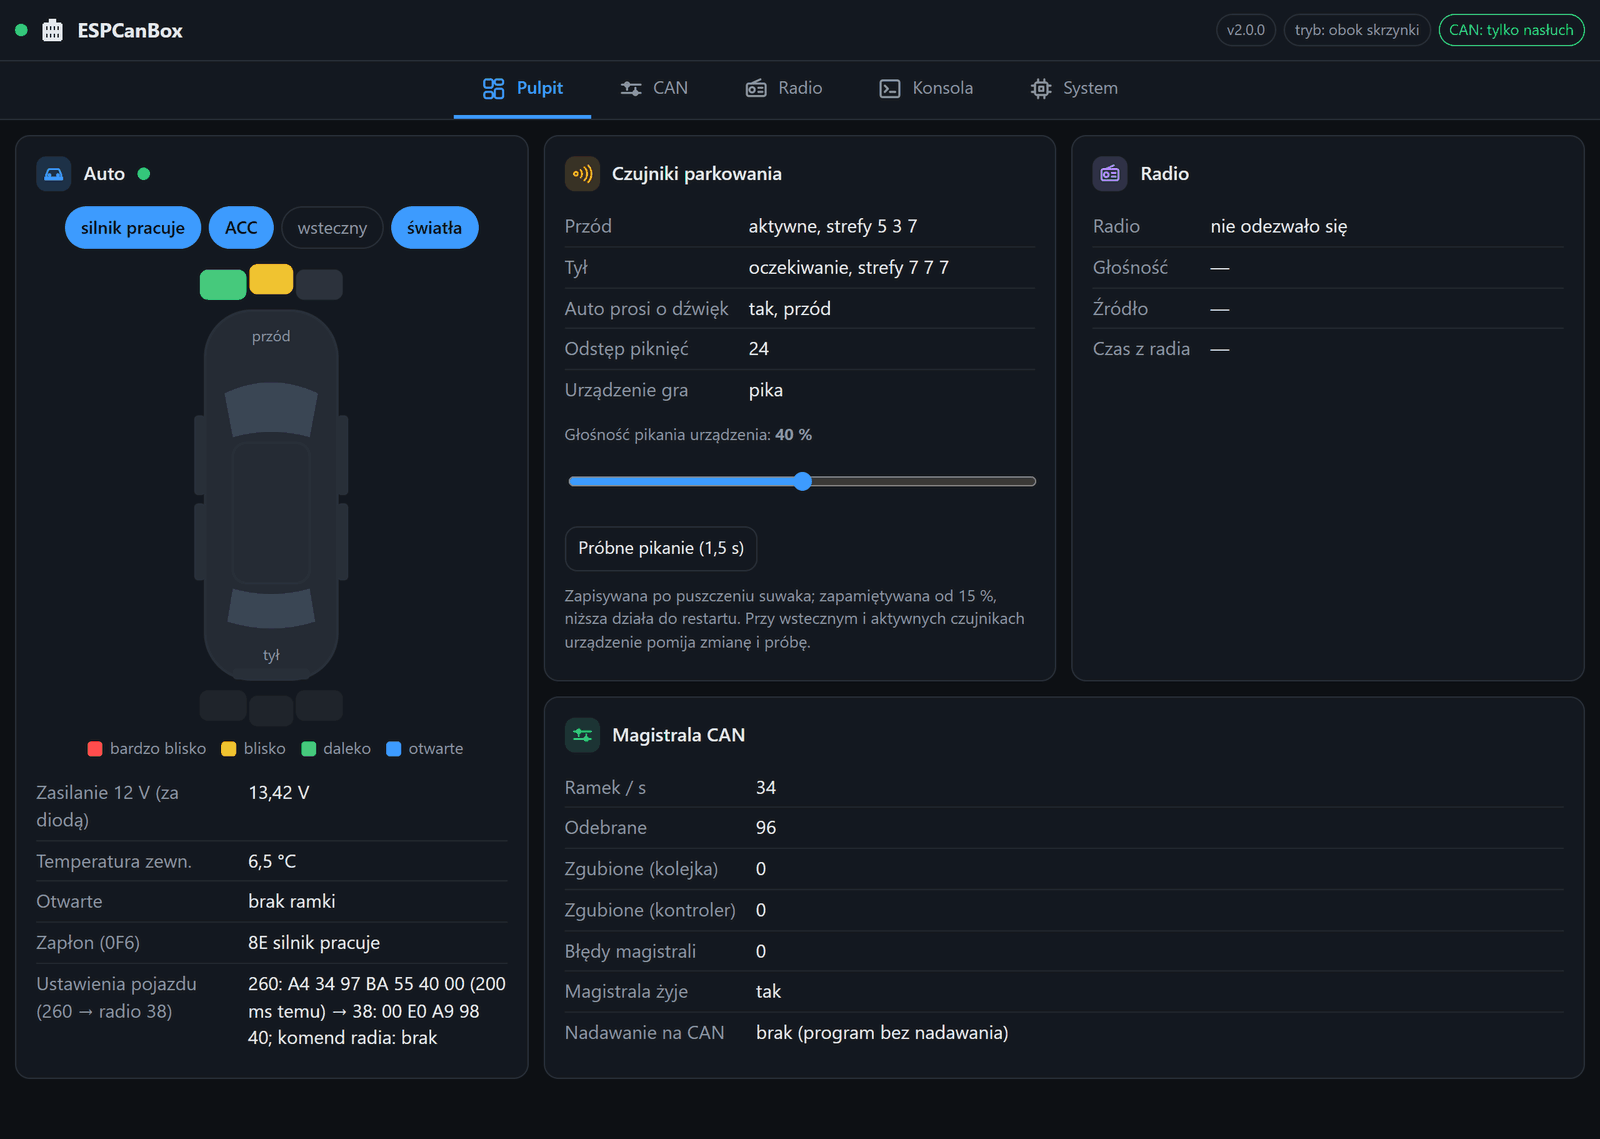 ESPCanBox
v2.0.0
tryb: obok skrzynki
CAN: tylko nasłuch
Pulpit
CAN
Radio
Konsola
System
Auto
silnik pracuje
ACC
wsteczny
światła
przód
tył
bardzo blisko
blisko
daleko
otwarte
Zasilanie 12 V (za
diodą)
13,42 V
Temperatura zewn.
6,5 °C
Otwarte
brak ramki
Zapłon (0F6)
8E silnik pracuje
Ustawienia pojazdu
(260 → radio 38)
260: A4 34 97 BA 55 40 00 (200
ms temu) → 38: 00 E0 A9 98
40; komend radia: brak
Czujniki parkowania
Przód
aktywne, strefy 5 3 7
Tył
oczekiwanie, strefy 7 7 7
Auto prosi o dźwięk
tak, przód
Odstęp piknięć
24
Urządzenie gra
pika
Głośność pikania urządzenia: 40 %
Próbne pikanie (1,5 s)
Zapisywana po puszczeniu suwaka; zapamiętywana od 15 %,
niższa działa do restartu. Przy wstecznym i aktywnych czujnikach
urządzenie pomija zmianę i próbę.
Radio
Radio
nie odezwało się
Głośność
—
Źródło
—
Czas z radia
—
Magistrala CAN
Ramek / s
34
Odebrane
96
Zgubione (kolejka)
0
Zgubione (kontroler)
0
Błędy magistrali
0
Magistrala żyje
tak
Nadawanie na CAN
brak (program bez nadawania)